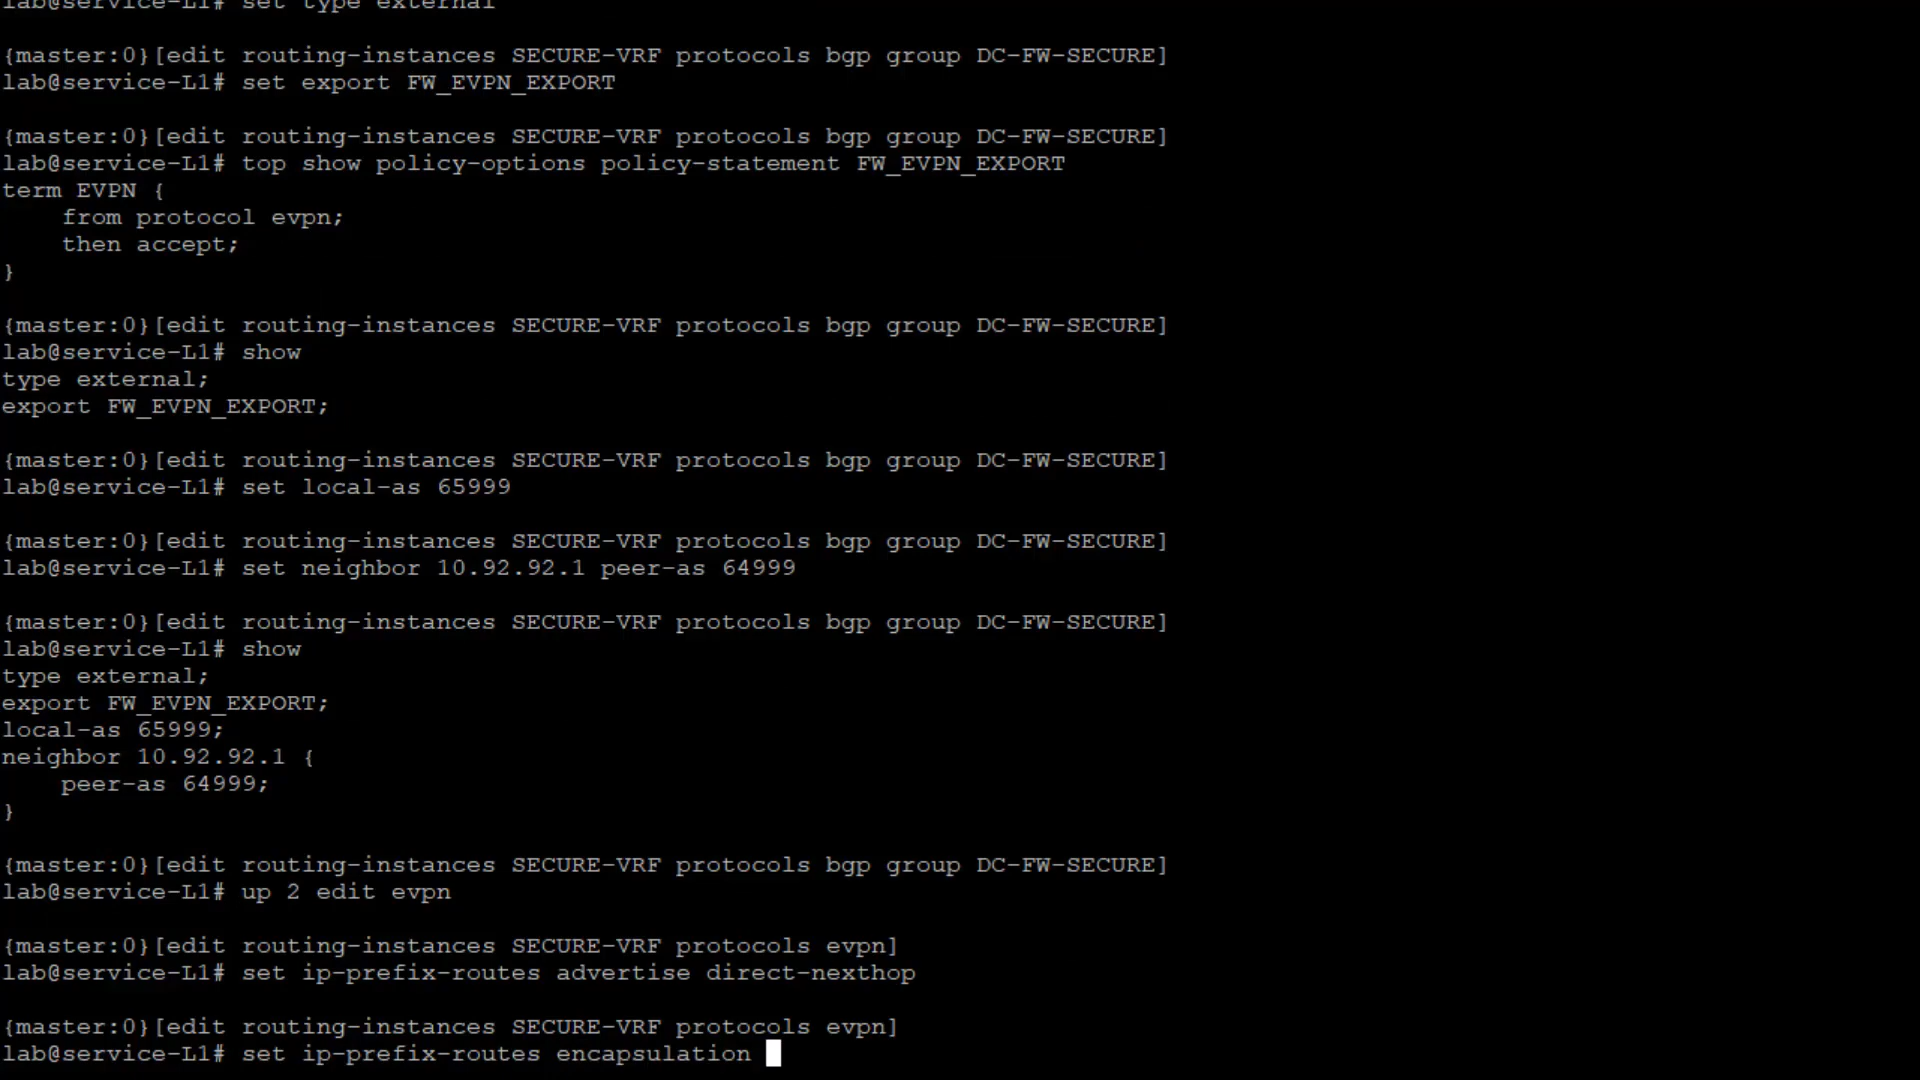 lab@service-L1# set type external
{master:0}[edit routing-instances SECURE-VRF protocols bgp group DC-FW-SECURE]
lab@service-L1# set export FW_EVPN_EXPORT
{master:0}[edit routing-instances SECURE-VRF protocols bgp group DC-FW-SECURE]
lab@service-L1# top show policy-options policy-statement FW_EVPN_EXPORT
term EVPN {
    from protocol evpn;
    then accept;
}
{master:0}[edit routing-instances SECURE-VRF protocols bgp group DC-FW-SECURE]
lab@service-L1# show
type external;
export FW_EVPN_EXPORT;
{master:0}[edit routing-instances SECURE-VRF protocols bgp group DC-FW-SECURE]
lab@service-L1# set local-as 65999
{master:0}[edit routing-instances SECURE-VRF protocols bgp group DC-FW-SECURE]
lab@service-L1# set neighbor 10.92.92.1 peer-as 64999
{master:0}[edit routing-instances SECURE-VRF protocols bgp group DC-FW-SECURE]
lab@service-L1# show
type external;
export FW_EVPN_EXPORT;
local-as 65999;
neighbor 10.92.92.1 {
    peer-as 64999;
}
{master:0}[edit routing-instances SECURE-VRF protocols bgp group DC-FW-SECURE]
lab@service-L1# up 2 edit evpn
{master:0}[edit routing-instances SECURE-VRF protocols evpn]
lab@service-L1# set ip-prefix-routes advertise direct-nexthop
{master:0}[edit routing-instances SECURE-VRF protocols evpn]
lab@service-L1# set ip-prefix-routes encapsulation